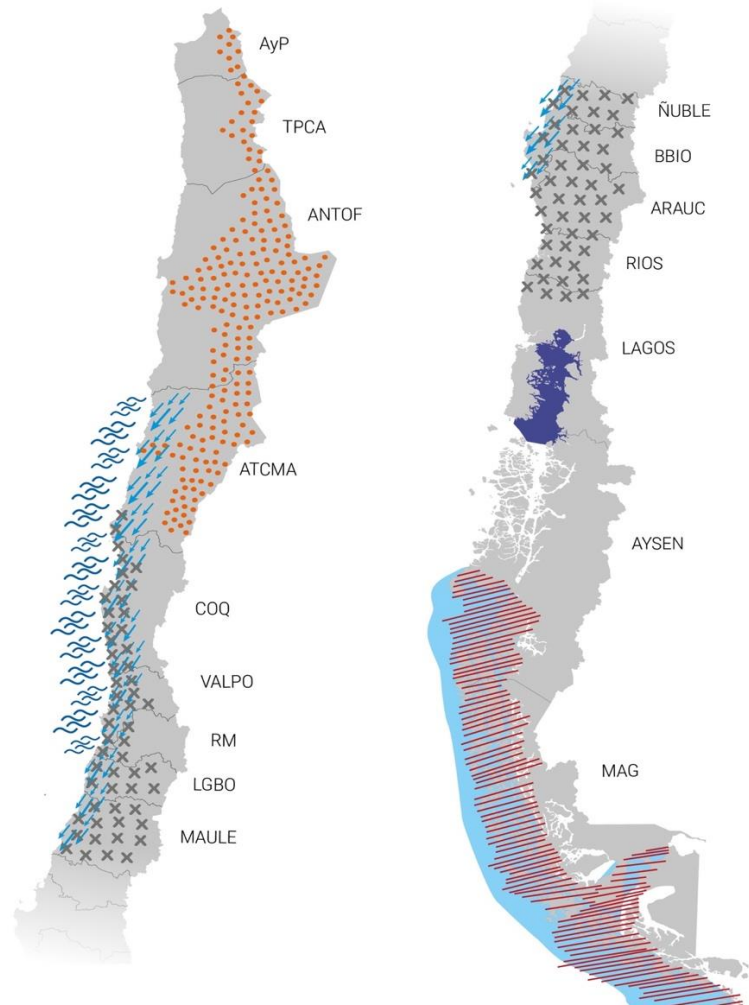 AyP
TPCA
ANTOF
ATCMA
COQ
VALPO
RM
LGBO
MAULE
ÑUBLE
BBIO
ARAUC
RIOS
LAGOS
AYSEN
MAG